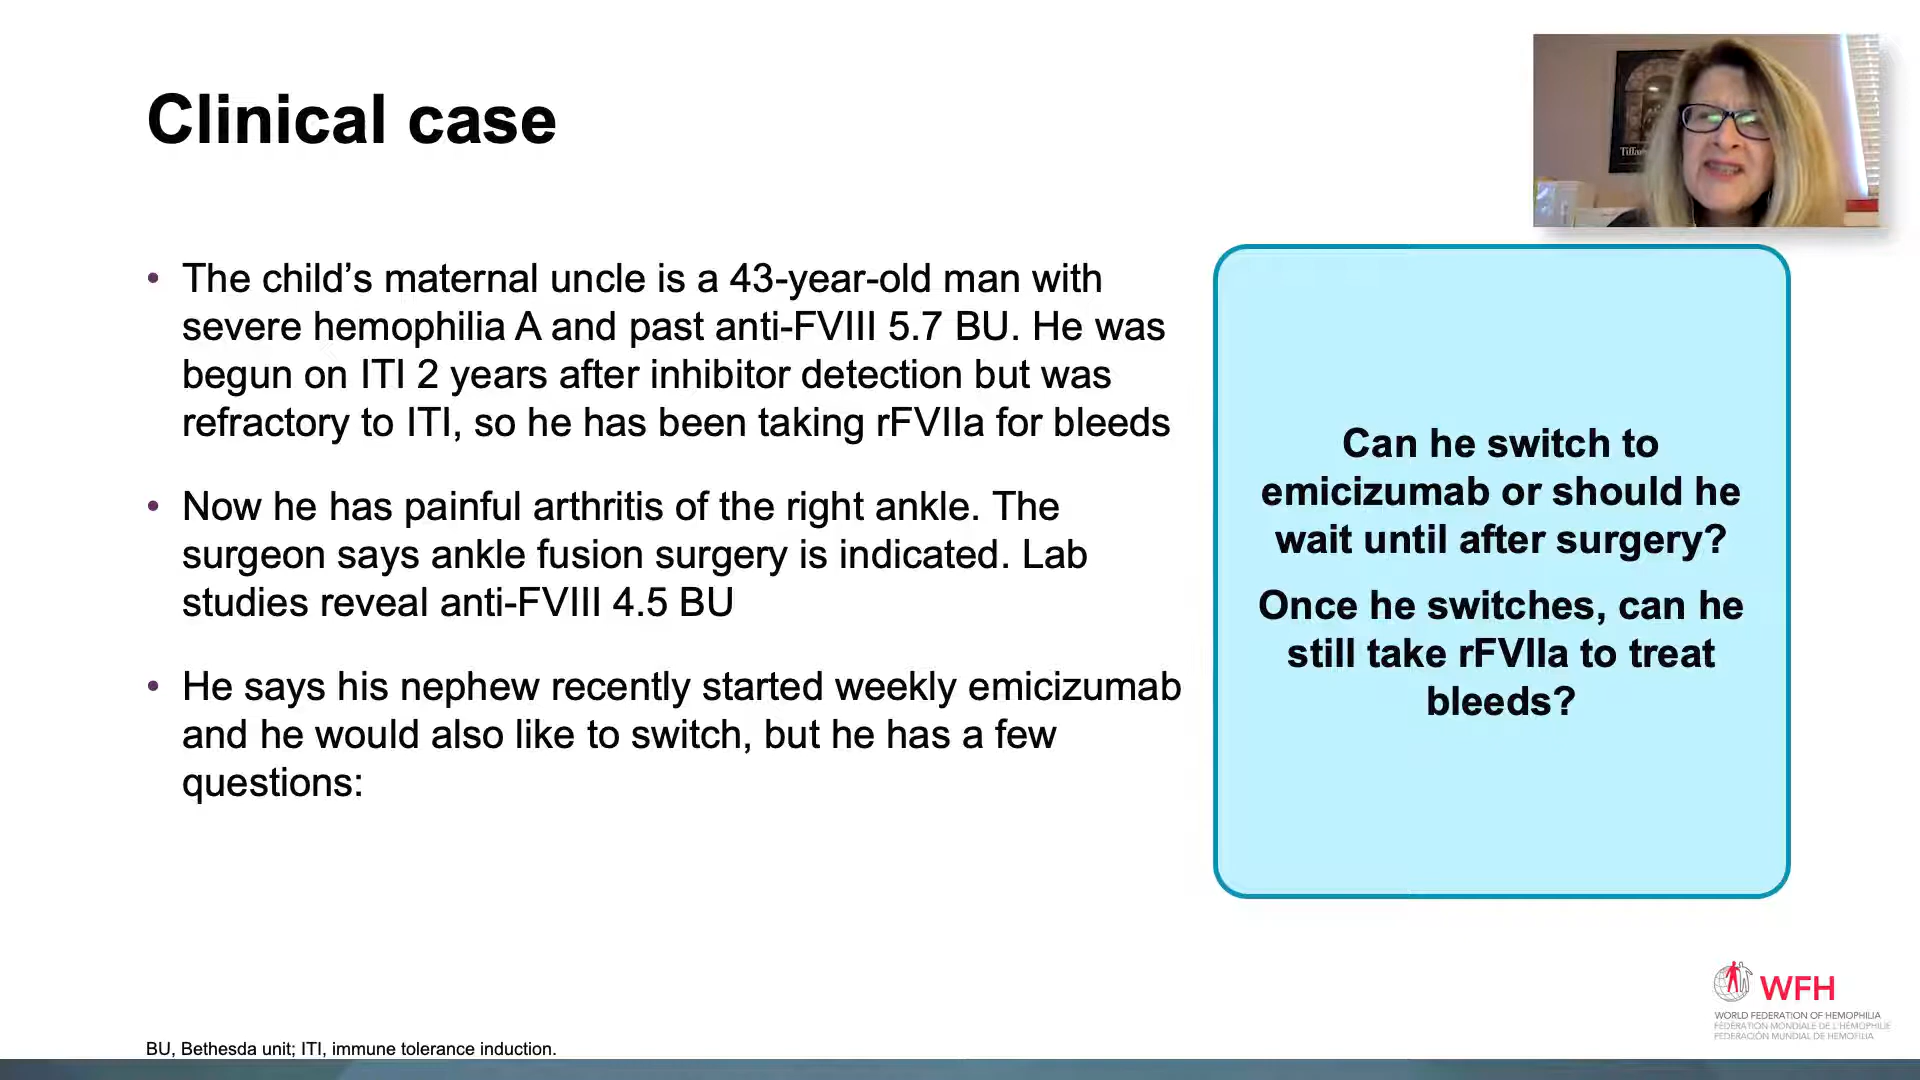 Clinical case
Tiffa
• The child’s maternal uncle is a 43-year-old man with
severe hemophilia A and past anti-FVIII 5.7 BU. He was
begun on ITI 2 years after inhibitor detection but was
refractory to ITI, so he has been taking rFVIIa for bleeds
• Now he has painful arthritis of the right ankle. The
surgeon says ankle fusion surgery is indicated. Lab
studies reveal anti-FVIII 4.5 BU
• He says his nephew recently started weekly emicizumab
and he would also like to switch, but he has a few
questions:
Can he switch to
emicizumab or should he
wait until after surgery?
Once he switches, can he
still take rFVIIa to treat
bleeds?
WFH
WORLD FEDERATION OF HEMOPHILIA
FÉDÉRATION MONDIALE DE L'HÉMOPHILIE
FEDERACIÓN MUNDIAL DE HEMOFILIA
BU, Bethesda unit; ITI, immune tolerance induction.